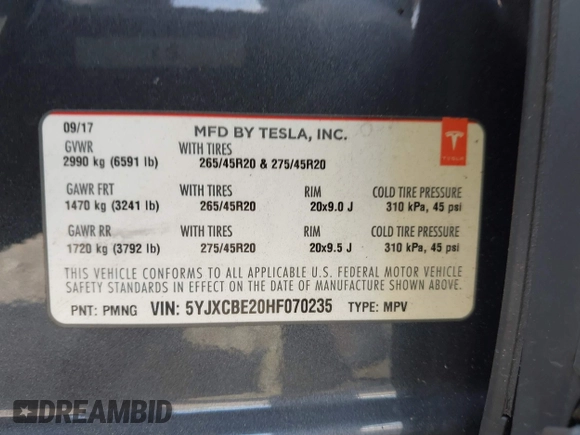 09/17
MFD BY TESLA, INC.
TESLA
GVWR WITH TIRES
2990 kg (6591 lb) 265/45R20 & 275/45R20
GAWR FRT WITH TIRES RIM COLD TIRE PRESSURE
1470 kg (3241 lb) 265/45R20 20x9.0 J 310 kPa, 45 psi
GAWR RR WITH TIRES RIM COLD TIRE PRESSURE
1720 kg (3792 lb) 275/45R20 20x9.5 J 310 kPa, 45 psi
THIS VEHICLE CONFORMS TO ALL APPLICABLE U.S. FEDERAL MOTOR VEHICLE
SAFETY STANDARDS IN EFFECT ON THE DATE OF MANUFACTURE SHOWN ABOVE.
PNT: PMNG VIN: 5YJXCBE20HF070235 TYPE: MPV
DREAMBID